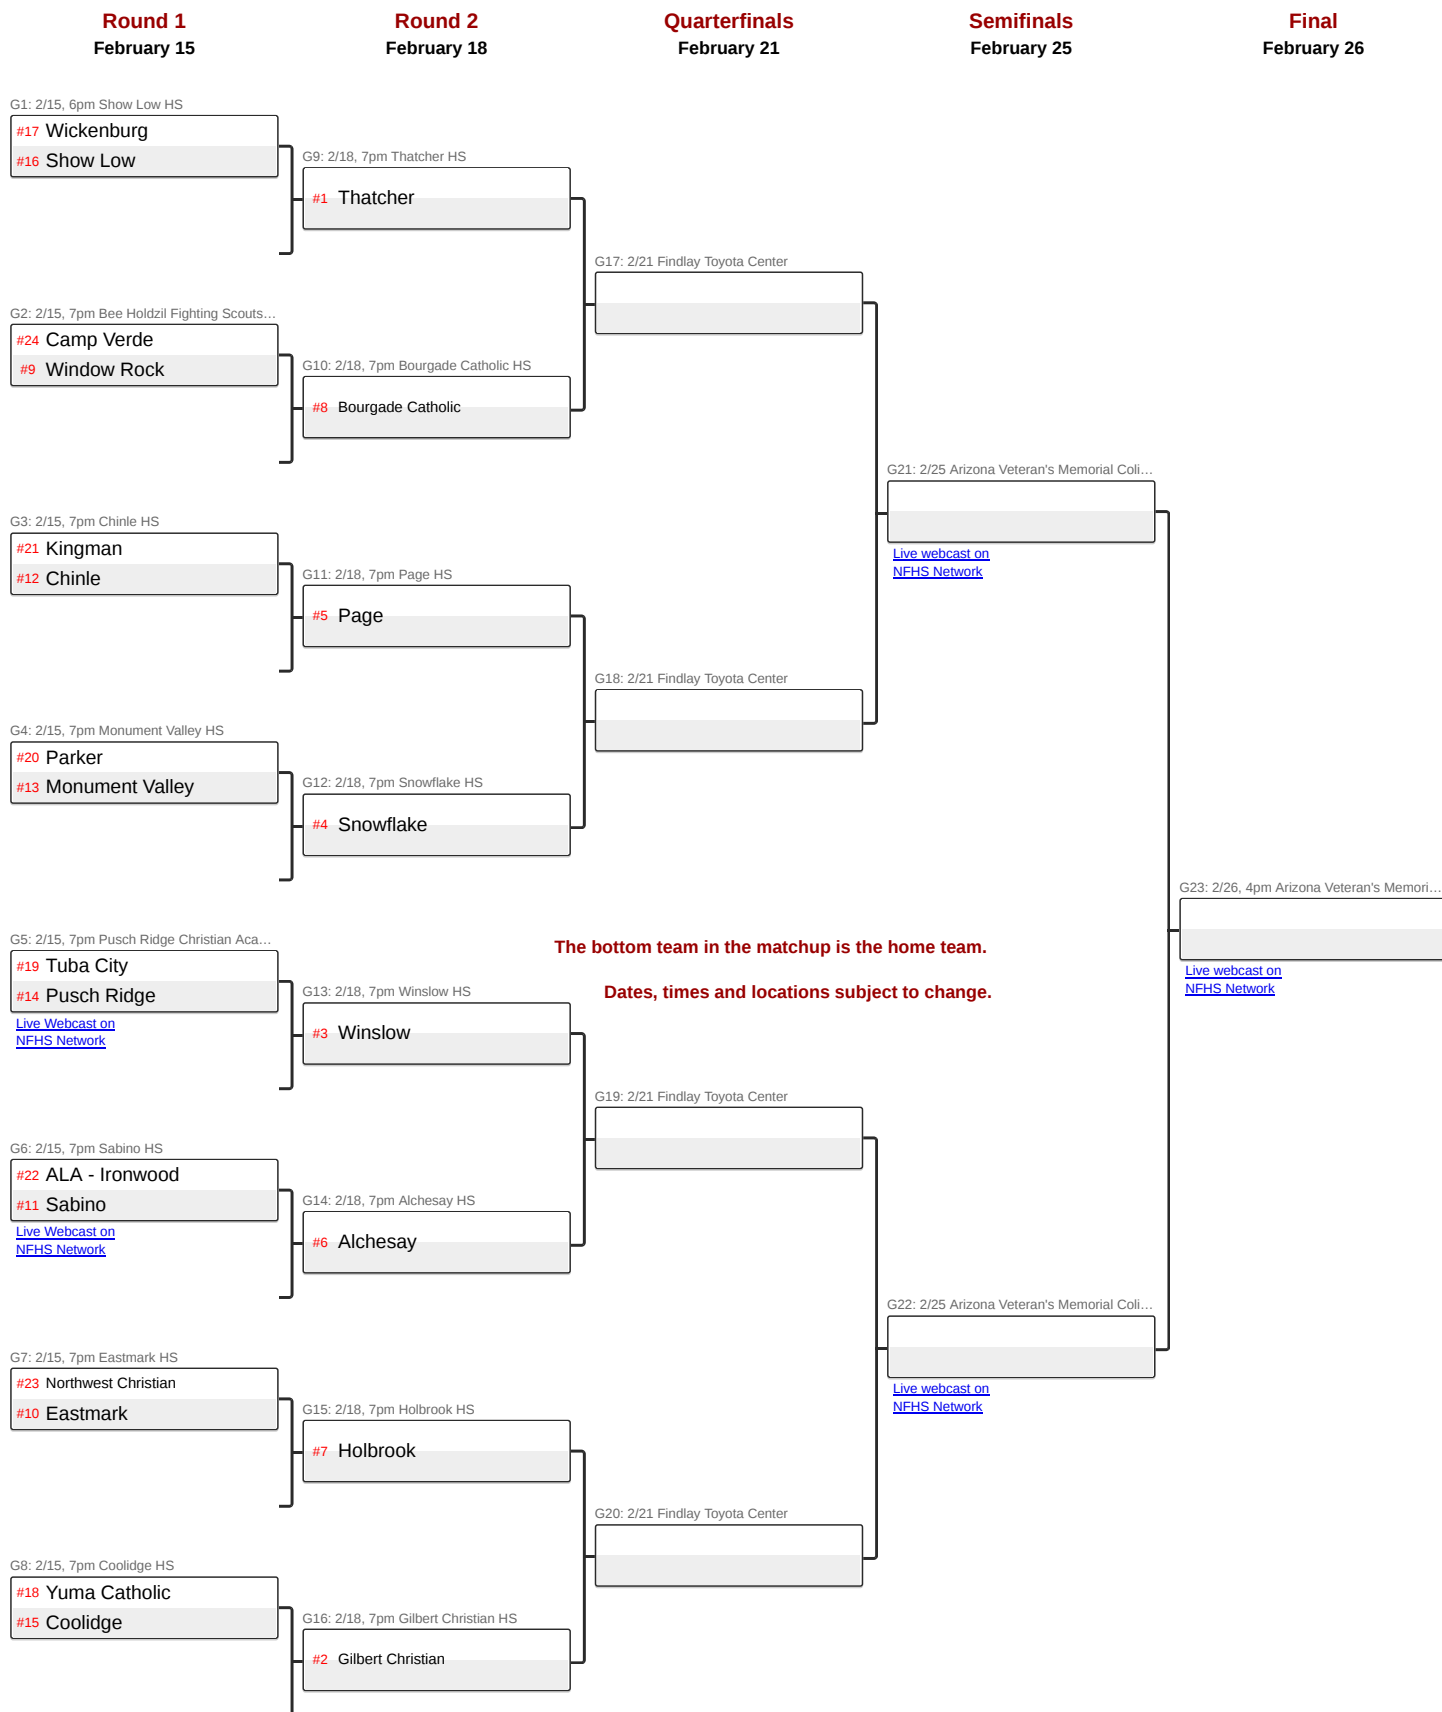 Round 1
February 15
Round 2
February 18
Quarterfinals
February 21
Semifinals
February 25
Final
February 26
G1: 2/15, 6pm Show Low HS
#17 Wickenburg
#16 Show Low
G2: 2/15, 7pm Bee Holdzil Fighting Scouts…
#24 Camp Verde
#9 Window Rock
G3: 2/15, 7pm Chinle HS
#21 Kingman
#12 Chinle
G4: 2/15, 7pm Monument Valley HS
#20 Parker
#13 Monument Valley
G5: 2/15, 7pm Pusch Ridge Christian Aca…
#19 Tuba City
#14 Pusch Ridge
Live Webcast on
NFHS Network
G6: 2/15, 7pm Sabino HS
#22 ALA - Ironwood
#11 Sabino
Live Webcast on
NFHS Network
G7: 2/15, 7pm Eastmark HS
#23 Northwest Christian
#10 Eastmark
G8: 2/15, 7pm Coolidge HS
#18 Yuma Catholic
#15 Coolidge
G9: 2/18, 7pm Thatcher HS
#1 Thatcher
G10: 2/18, 7pm Bourgade Catholic HS
#8 Bourgade Catholic
G11: 2/18, 7pm Page HS
#5 Page
G12: 2/18, 7pm Snowflake HS
#4 Snowflake
G13: 2/18, 7pm Winslow HS
#3 Winslow
G14: 2/18, 7pm Alchesay HS
#6 Alchesay
G15: 2/18, 7pm Holbrook HS
#7 Holbrook
G16: 2/18, 7pm Gilbert Christian HS
#2 Gilbert Christian
G17: 2/21 Findlay Toyota Center
G18: 2/21 Findlay Toyota Center
The bottom team in the matchup is the home team.
Dates, times and locations subject to change.
G19: 2/21 Findlay Toyota Center
G20: 2/21 Findlay Toyota Center
G21: 2/25 Arizona Veteran's Memorial Coli…
Live webcast on
NFHS Network
G22: 2/25 Arizona Veteran's Memorial Coli…
Live webcast on
NFHS Network
G23: 2/26, 4pm Arizona Veteran's Memori…
Live webcast on
NFHS Network